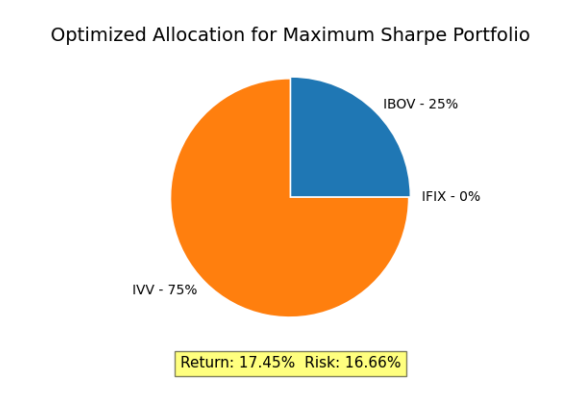 Optimized Allocation for Maximum Sharpe Portfolio
IBOV - 25%
IFIX - 0%
IVV - 75%
Return: 17.45%  Risk: 16.66%